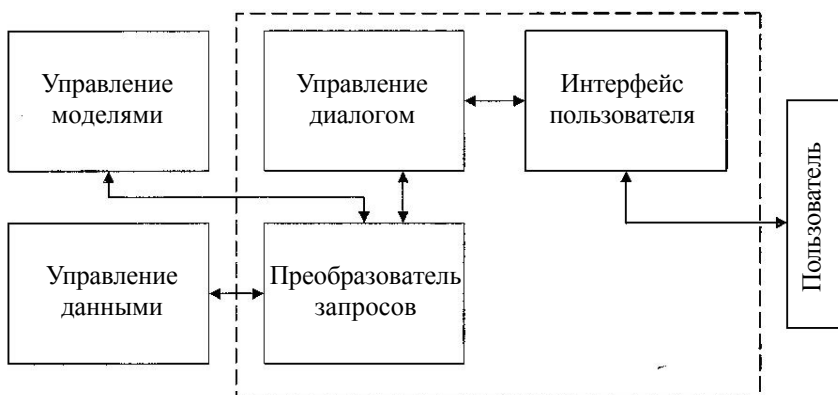 Управление
моделями
Управление
диалогом
Интерфейс
пользователя
Пользователь
Управление
данными
Преобразователь
запросов